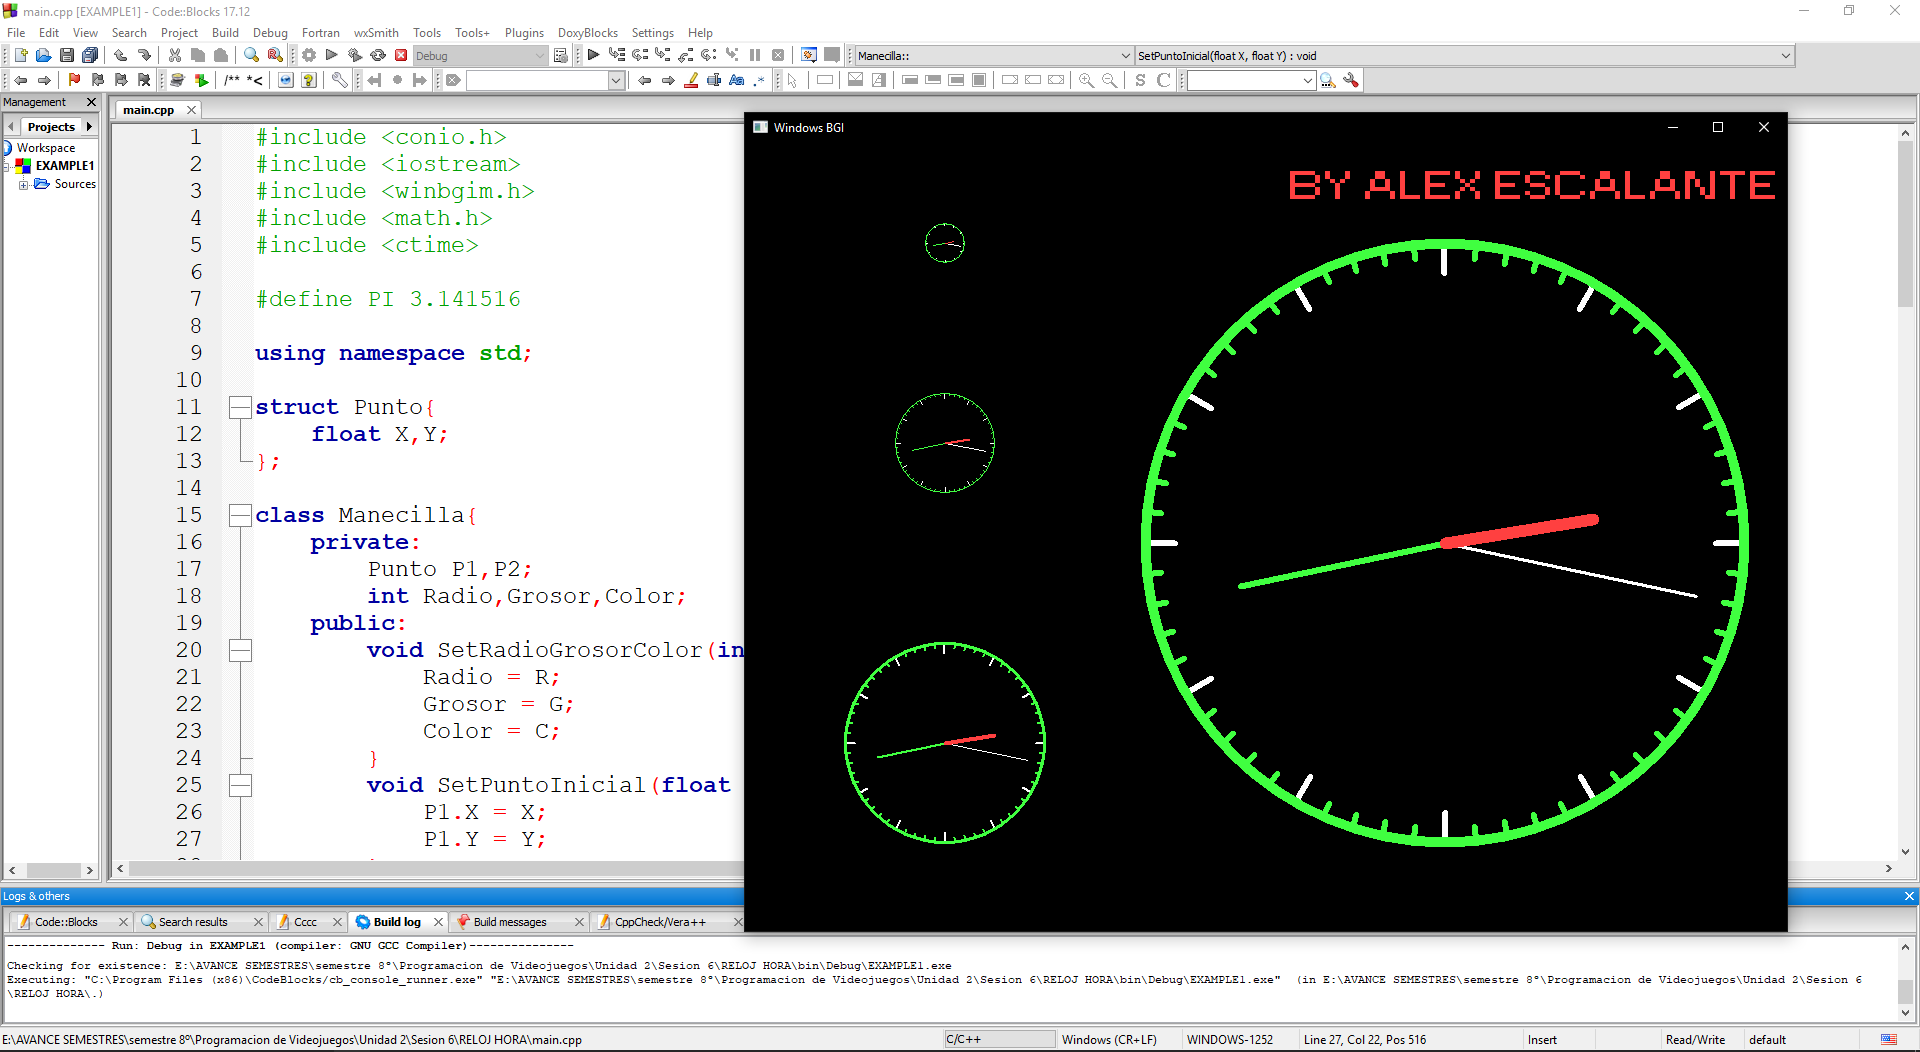 main.cpp [EXAMPLE1] - Code::Blocks 17.12
File Edit View Search Project Build Debug Fortran wxSmith Tools Tools+ Plugins DoxyBlocks Settings Help
Debug
Manecilla::
SetPuntoInicial(float X, float Y) : void
/** *<
S C
Management
main.cpp
Projects
Workspace
EXAMPLE1
Sources
1 #include <conio.h>
2 #include <iostream>
3 #include <winbgim.h>
4 #include <math.h>
5 #include <ctime>
6
7 #define PI 3.141516
8
9 using namespace std;
10
11 struct Punto{
12 float X,Y;
13 };
14
15 class Manecilla{
16 private:
17 Punto P1,P2;
18 int Radio,Grosor,Color;
19 public:
20 void SetRadioGrosorColor(in
21 Radio = R;
22 Grosor = G;
23 Color = C;
24 }
25 void SetPuntoInicial(float
26 P1.X = X;
27 P1.Y = Y;
Windows BGI
BY ALEX ESCALANTE
Logs & others
Code::Blocks
Search results
Cccc
Build log
Build messages
CppCheck/Vera++
-------------- Run: Debug in EXAMPLE1 (compiler: GNU GCC Compiler)---------------
Checking for existence: E:\AVANCE SEMESTRES\semestre 8°\Programacion de Videojuegos\Unidad 2\Sesion 6\RELOJ HORA\bin\Debug\EXAMPLE1.exe
Executing: "C:\Program Files (x86)\CodeBlocks/cb_console_runner.exe" "E:\AVANCE SEMESTRES\semestre 8°\Programacion de Videojuegos\Unidad 2\Sesion 6\RELOJ HORA\bin\Debug\EXAMPLE1.exe" (in E:\AVANCE SEMESTRES\semestre 8°\Programacion de Videojuegos\Unidad 2\Sesion 6
\RELOJ HORA\.)
E:\AVANCE SEMESTRES\semestre 8°\Programacion de Videojuegos\Unidad 2\Sesion 6\RELOJ HORA\main.cpp
C/C++
Windows (CR+LF)
WINDOWS-1252
Line 27, Col 22, Pos 516
Insert
Read/Write
default